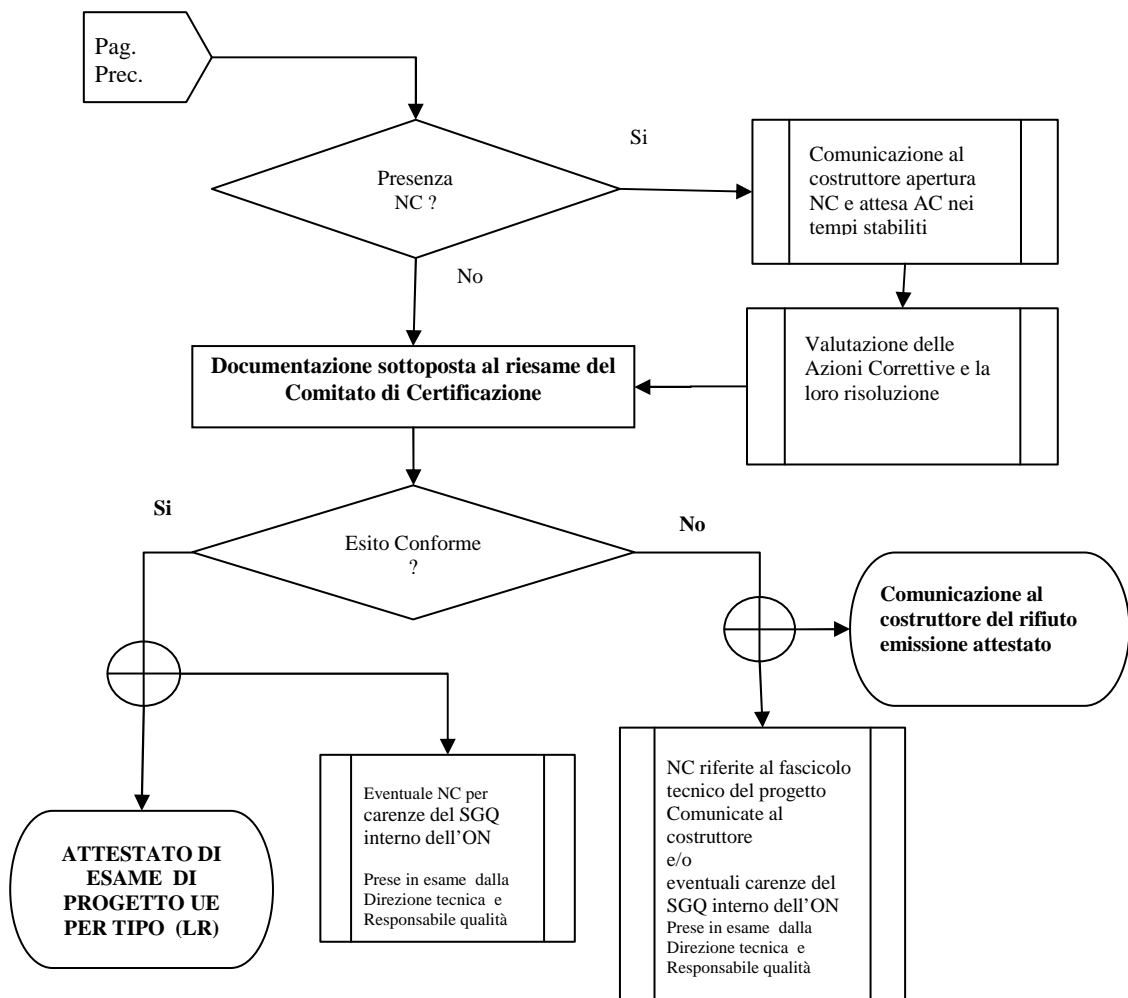 Pag.
Prec.
Si
Presenza
NC ?
Comunicazione al
costruttore apertura
NC e attesa AC nei
tempi stabiliti
No
Documentazione sottoposta al riesame del
Comitato di Certificazione
Valutazione delle
Azioni Correttive e la
loro risoluzione
Si
No
Esito Conforme
?
Comunicazione al
costruttore del rifiuto
emissione attestato
ATTESTATO DI
ESAME DI
PROGETTO UE
PER TIPO (LR)
Eventuale NC per
carenze del SGQ
interno dell’ON
Prese in esame dalla
Direzione tecnica e
Responsabile qualità
NC riferite al fascicolo
tecnico del progetto
Comunicate al
costruttore
e/o
eventuali carenze del
SGQ interno dell’ON
Prese in esame dalla
Direzione tecnica e
Responsabile qualità